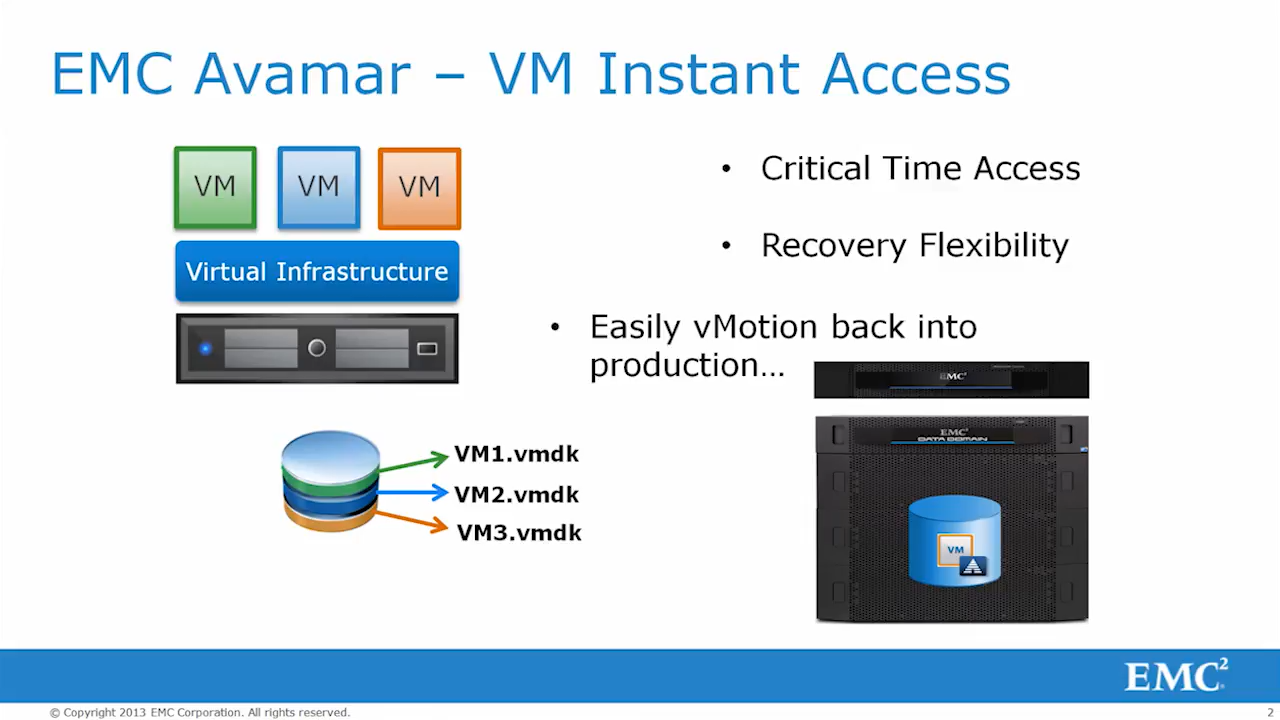 EMC Avamar – VM Instant Access
VM VM VM
Virtual Infrastructure
• Critical Time Access
• Recovery Flexibility
• Easily vMotion back into
production…
EMC²
EMC²
DATA DOMAIN
VM
VM1.vmdk
VM2.vmdk
VM3.vmdk
EMC²
© Copyright 2013 EMC Corporation. All rights reserved.
2